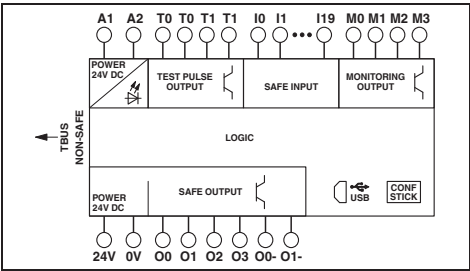 A1 A2 T0 T0 T1 T1 I0 I1 ••• I19 M0 M1 M2 M3
POWER
24V DC
TEST PULSE
OUTPUT
SAFE INPUT
MONITORING
OUTPUT
TBUS
NON-SAFE
LOGIC
POWER
24V DC
SAFE OUTPUT
USB
CONF
STICK
24V 0V O0 O1 O2 O3 O0- O1-